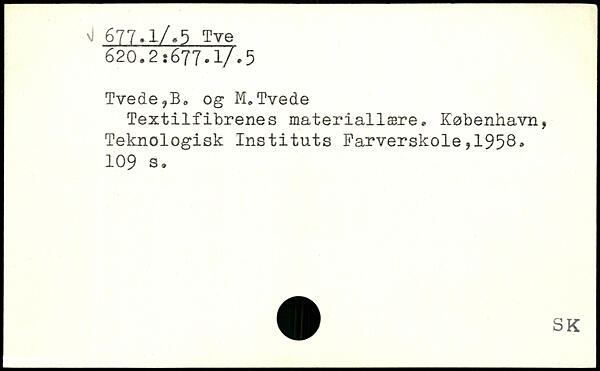 √ 677.1/.5 Tve
620.2:677.1/.5
Tvede,B. og M.Tvede
Textilfibrenes materiallære. København,
Teknologisk Instituts Farverskole,1958.
109 s.
SK